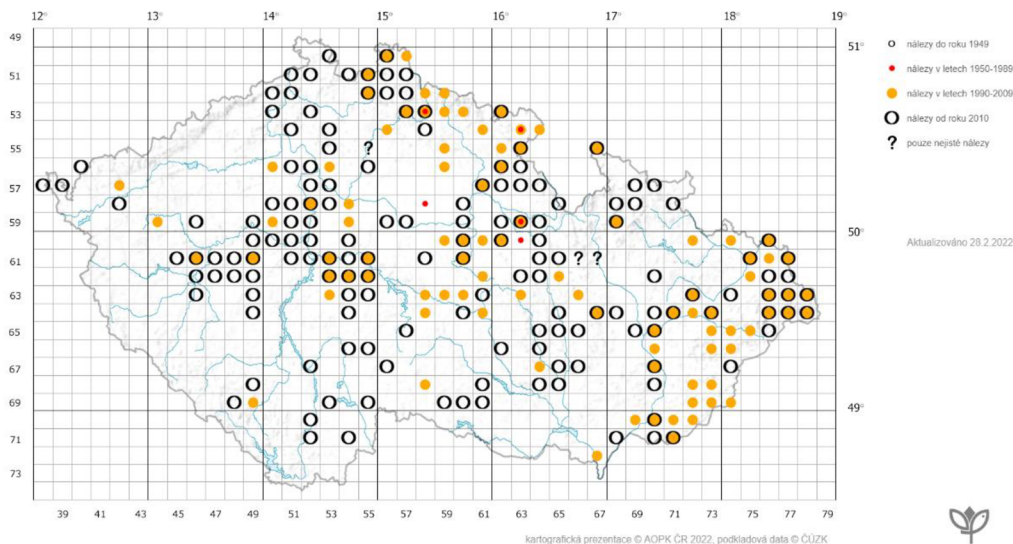 12° 13° 14° 15° 16° 17° 18° 19°
49
51°
nálezy do roku 1949
51
nálezy v letech 1950-1989
53
nálezy v letech 1990-2009
nálezy od roku 2010
55
?
? pouze nejisté nálezy
57
59
50°
Aktualizováno 28.2.2022
61
? ?
63
65
67
69
49°
71
73
39 41 43 45 47 49 51 53 55 57 59 61 63 65 67 69 71 73 75 77 79
kartografická prezentace © AOPK ČR 2022, podkladová data © ČÚZK